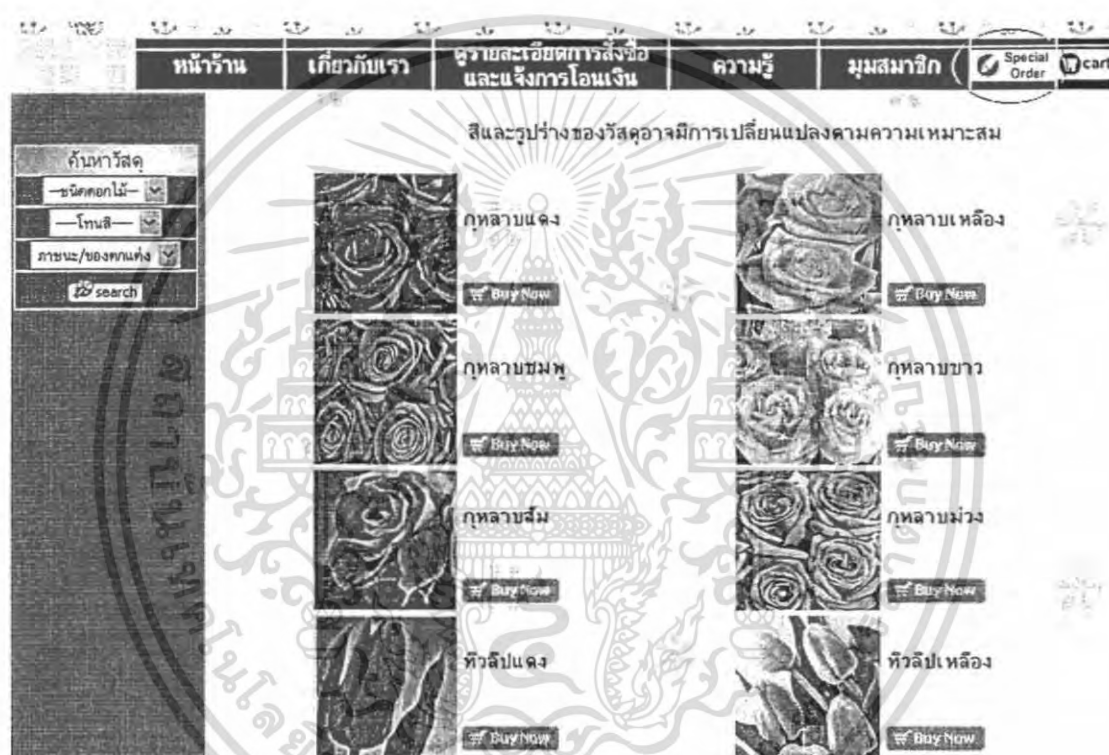 หน้าร้าน
เกี่ยวกับเรา
ดูรายละเอียดการสั่งซื้อ
และแจ้งการโอนเงิน
ความรู้
มุมสมาชิก
Special
Order
cart
สีและรูปร่างของวัสดุอาจมีการเปลี่ยนแปลงตามความเหมาะสม
ค้นหาวัสดุ
--ชนิดดอกไม้--
---โทนสี---
ภาชนะ/ของตกแต่ง
search
กุหลาบแดง
Buy Now
กุหลาบเหลือง
Buy Now
กุหลาบชมพู
Buy Now
กุหลาบขาว
Buy Now
กุหลาบส้ม
Buy Now
กุหลาบม่วง
Buy Now
ทิวลิปแดง
Buy Now
ทิวลิปเหลือง
Buy Now